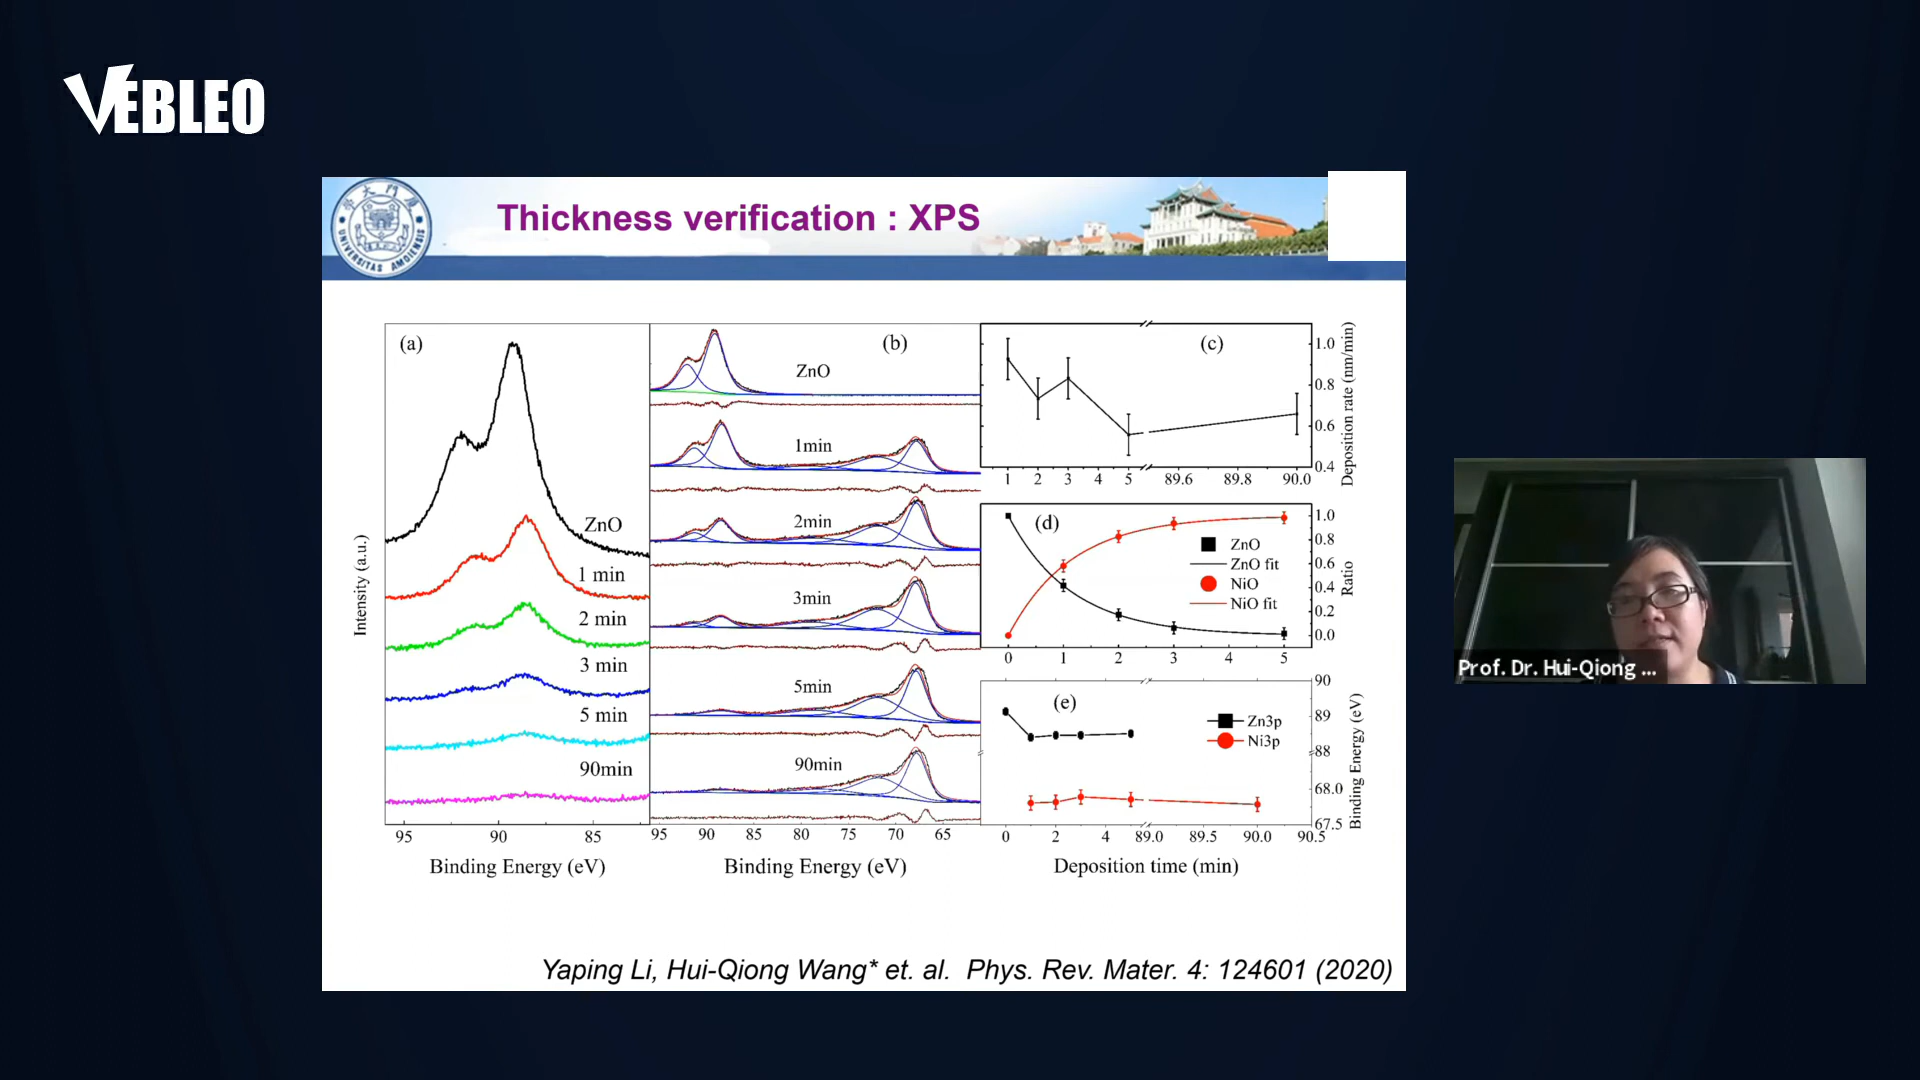 VEBLEO
大門
UNIVERSITAS AMOIENSIS
Thickness verification : XPS
(a)
ZnO
1 min
2 min
3 min
5 min
90min
Intensity (a.u.)
95 90 85
Binding Energy (eV)
(b)
ZnO
1min
2min
3min
5min
90min
95 90 85 80 75 70 65
Binding Energy (eV)
(c)
1.0
0.8
0.6
0.4
Deposition rate (nm/min)
1 2 3 4 5 89.6 89.8 90.0
(d)
ZnO
ZnO fit
NiO
NiO fit
1.0
0.8
0.6
0.4
0.2
0.0
Ratio
0 1 2 3 4 5
(e)
Zn3p
Ni3p
90
89
88
68.0
67.5
Binding Energy (eV)
0 2 4 89.0 89.5 90.0 90.5
Deposition time (min)
Yaping Li, Hui-Qiong Wang* et. al. Phys. Rev. Mater. 4: 124601 (2020)
Prof. Dr. Hui-Qiong ...